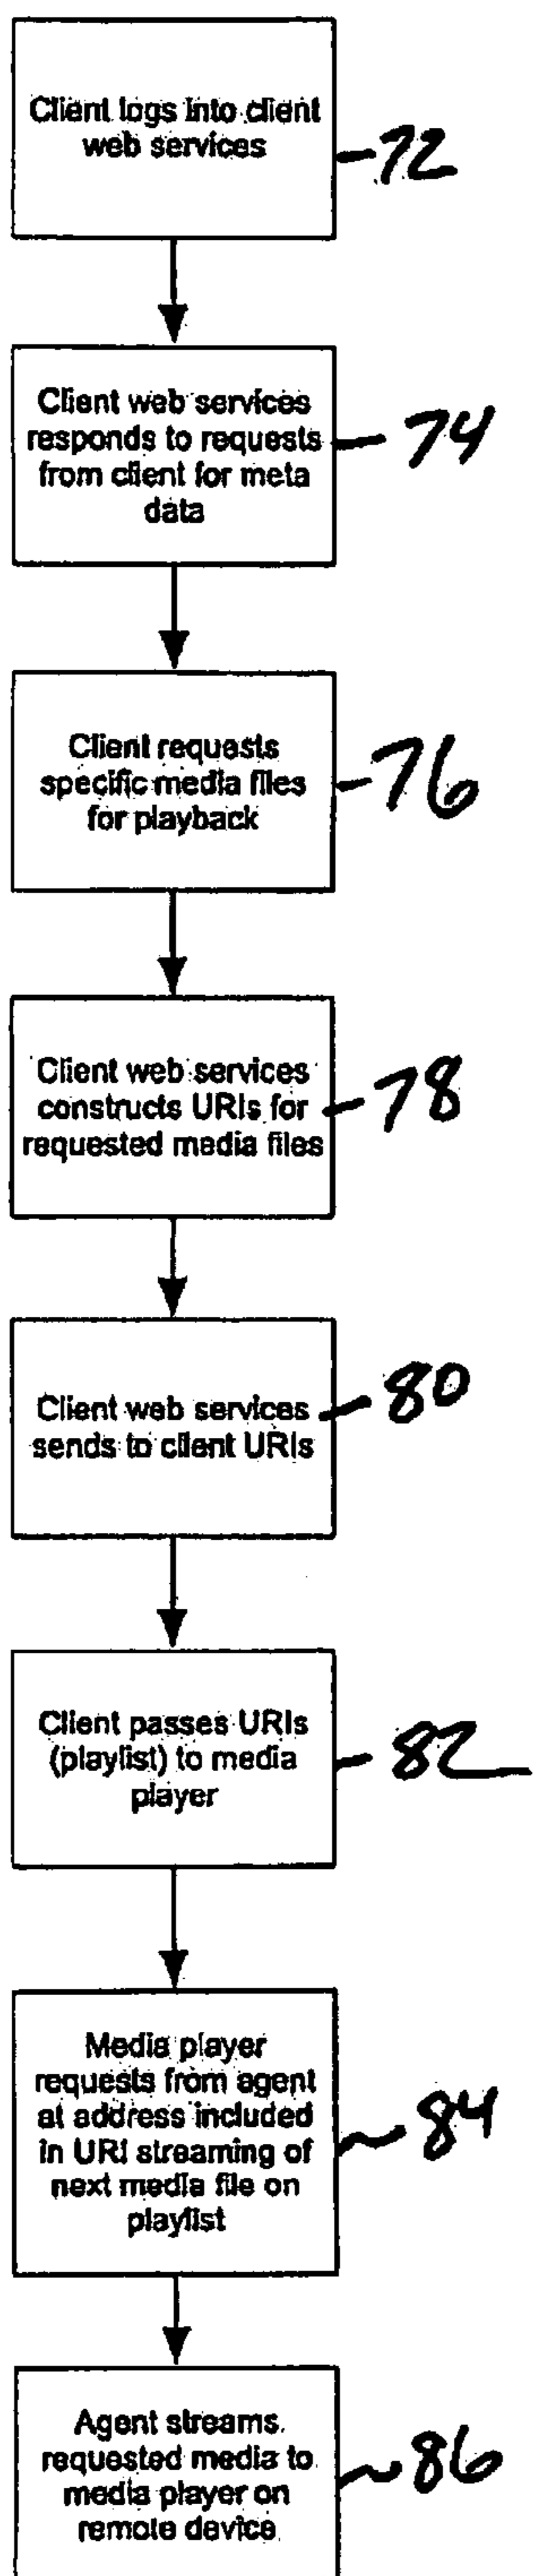 Client logs into client
web services
72
Client web services
responds to requests
from client for meta
data
74
Client requests
specific media files
for playback
76
Client web services
constructs URIs for
requested media files
78
Client web services
sends to client URIs
80
Client passes URIs
(playlist) to media
player
82
Media player
requests from agent
at address included
in URI streaming of
next media file on
playlist
84
Agent streams
requested media to
media player on
remote device
86